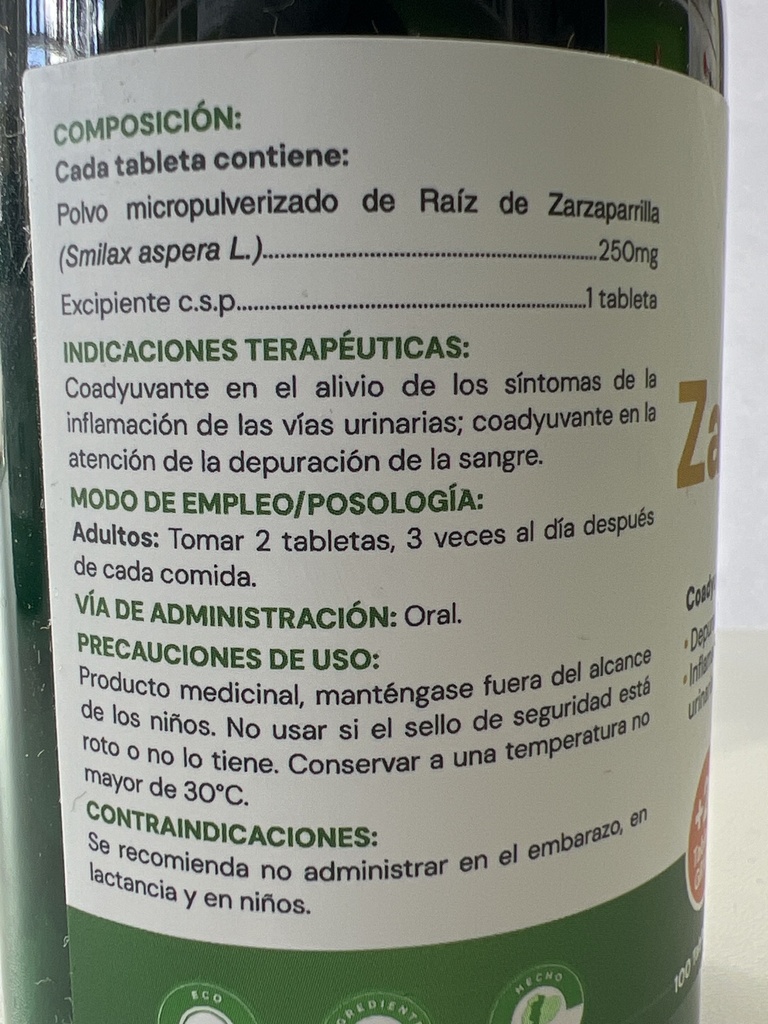 COMPOSICIÓN:
Cada tableta contiene:
Polvo micropulverizado de Raíz de Zarzaparrilla
(Smilax aspera L.)....................................................................250mg
Excipiente c.s.p......................................................................1 tableta
INDICACIONES TERAPÉUTICAS:
Coadyuvante en el alivio de los síntomas de la
inflamación de las vías urinarias; coadyuvante en la
atención de la depuración de la sangre.
MODO DE EMPLEO/POSOLOGÍA:
Adultos: Tomar 2 tabletas, 3 veces al día después
de cada comida.
VÍA DE ADMINISTRACIÓN: Oral.
PRECAUCIONES DE USO:
Producto medicinal, manténgase fuera del alcance
de los niños. No usar si el sello de seguridad está
roto o no lo tiene. Conservar a una temperatura no
mayor de 30°C.
CONTRAINDICACIONES:
Se recomienda no administrar en el embarazo, en
lactancia y en niños.
ECO
HECHO
Za
100